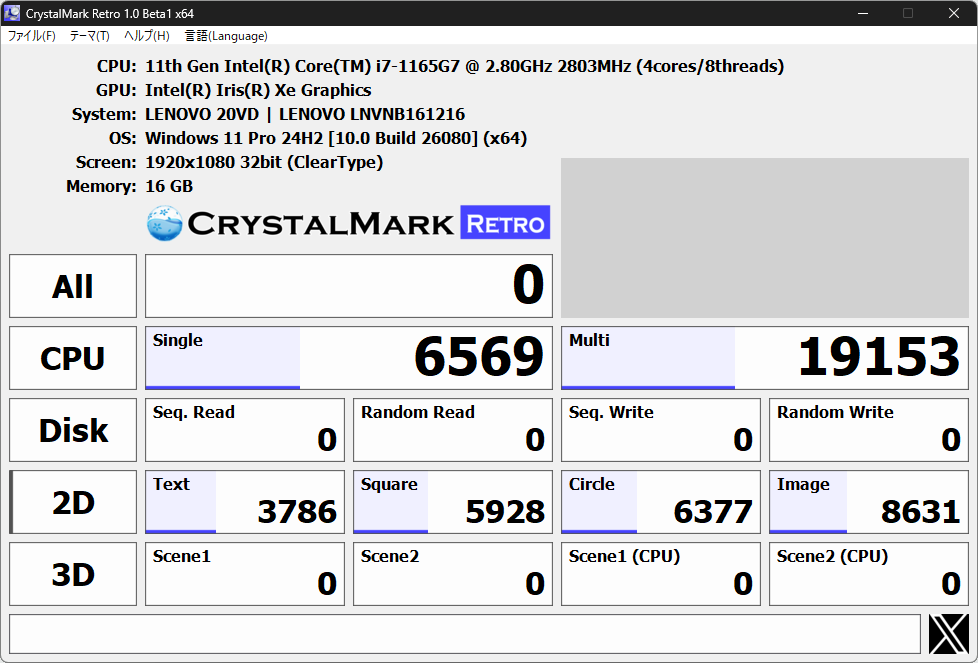 CrystalMark Retro 1.0 Beta1 x64
ファイル(F) テーマ(T) ヘルプ(H) 言語(Language)
CPU: 11th Gen Intel(R) Core(TM) i7-1165G7 @ 2.80GHz 2803MHz (4cores/8threads)
GPU: Intel(R) Iris(R) Xe Graphics
System: LENOVO 20VD | LENOVO LNVNB161216
OS: Windows 11 Pro 24H2 [10.0 Build 26080] (x64)
Screen: 1920x1080 32bit (ClearType)
Memory: 16 GB
CRYSTALMARK RETRO
All 0
CPU Single 6569 Multi 19153
Disk Seq. Read 0 Random Read 0 Seq. Write 0 Random Write 0
2D Text 3786 Square 5928 Circle 6377 Image 8631
3D Scene1 0 Scene2 0 Scene1 (CPU) 0 Scene2 (CPU) 0